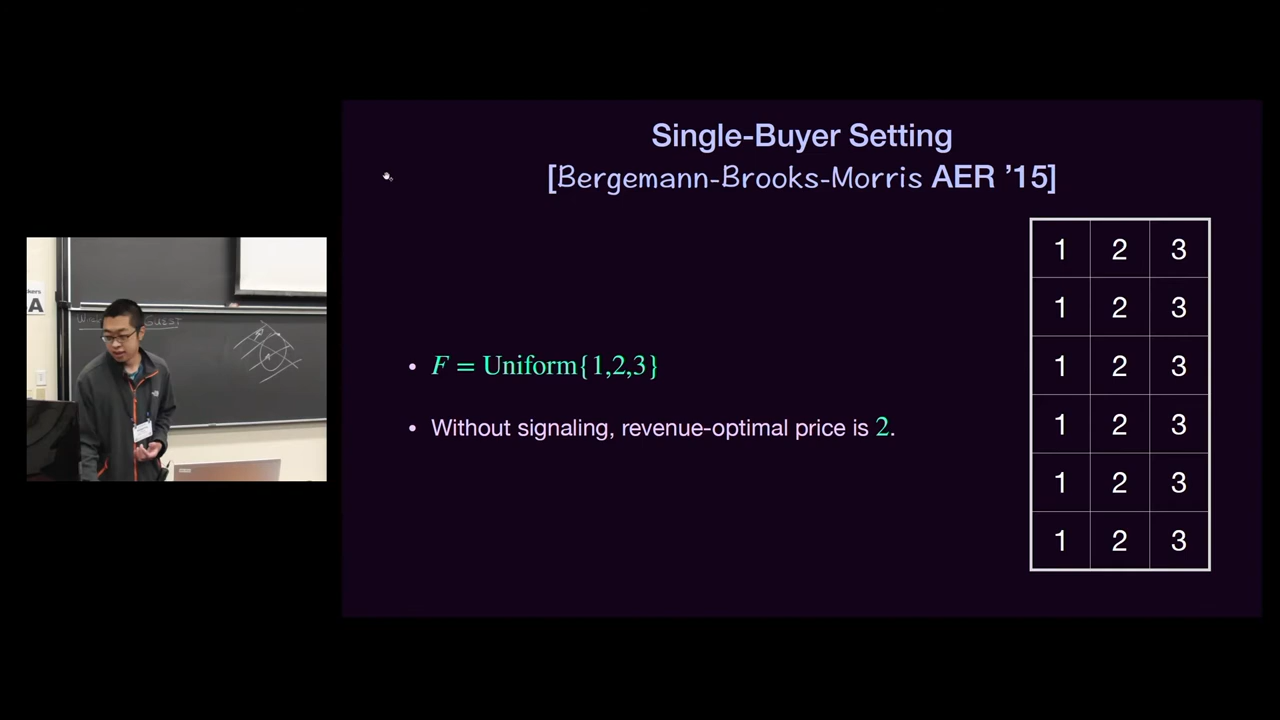 Single-Buyer Setting
[Bergemann-Brooks-Morris AER ’15]
• F = Uniform{1,2,3}
• Without signaling, revenue-optimal price is 2.
1 2 3
1 2 3
1 2 3
1 2 3
1 2 3
1 2 3
A